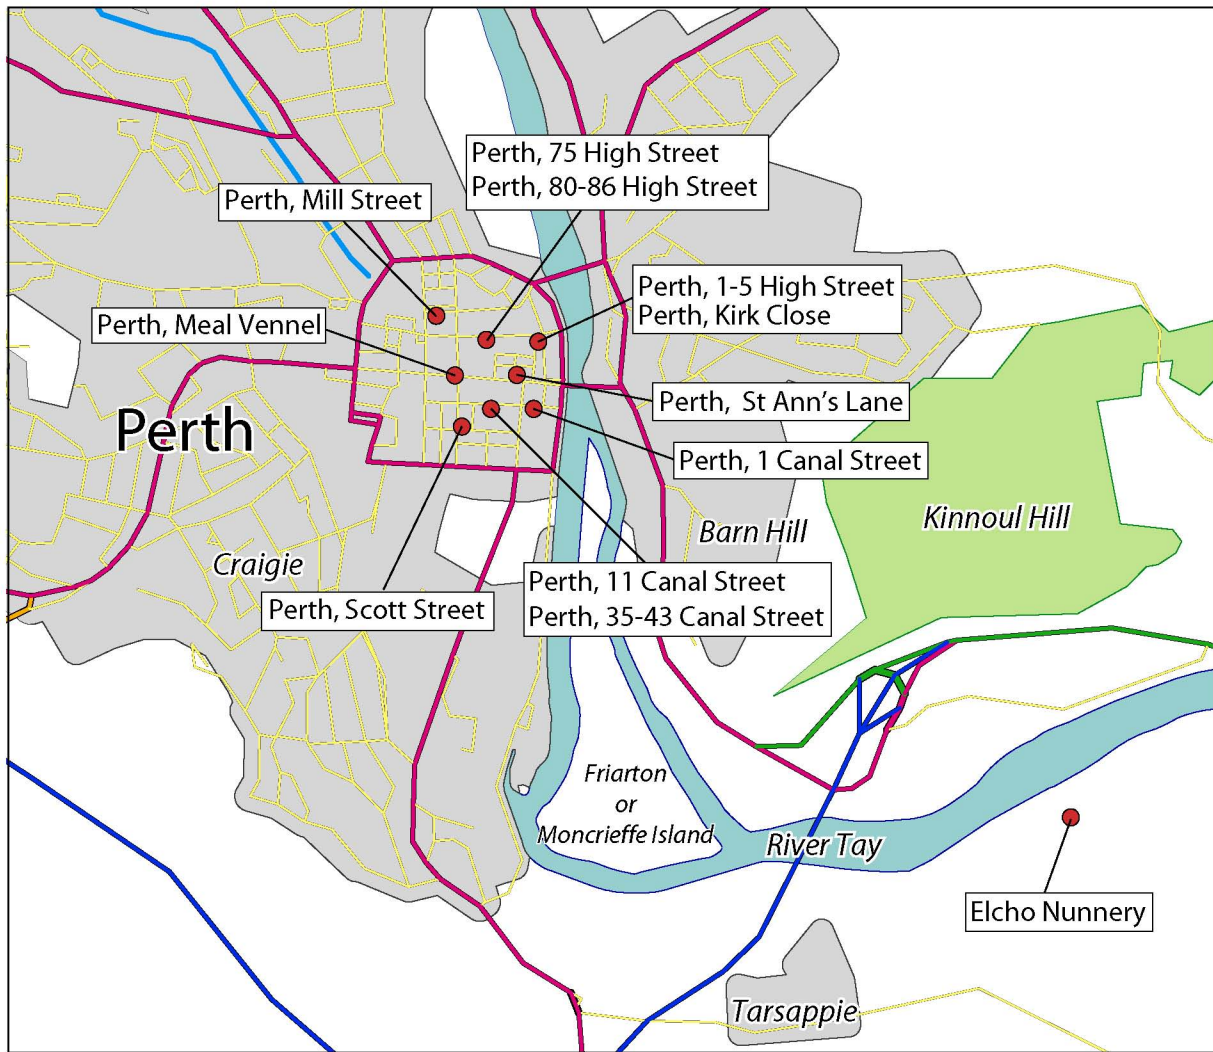 Perth, 75 High Street
Perth, 80-86 High Street
Perth, Mill Street
Perth, 1-5 High Street
Perth, Kirk Close
Perth, Meal Vennel
Perth, St Ann's Lane
Perth
Perth, 1 Canal Street
Kinnoul Hill
Barn Hill
Craigie
Perth, 11 Canal Street
Perth, 35-43 Canal Street
Perth, Scott Street
Friarton
or
Moncrieffe Island
River Tay
Elcho Nunnery
Tarsappie